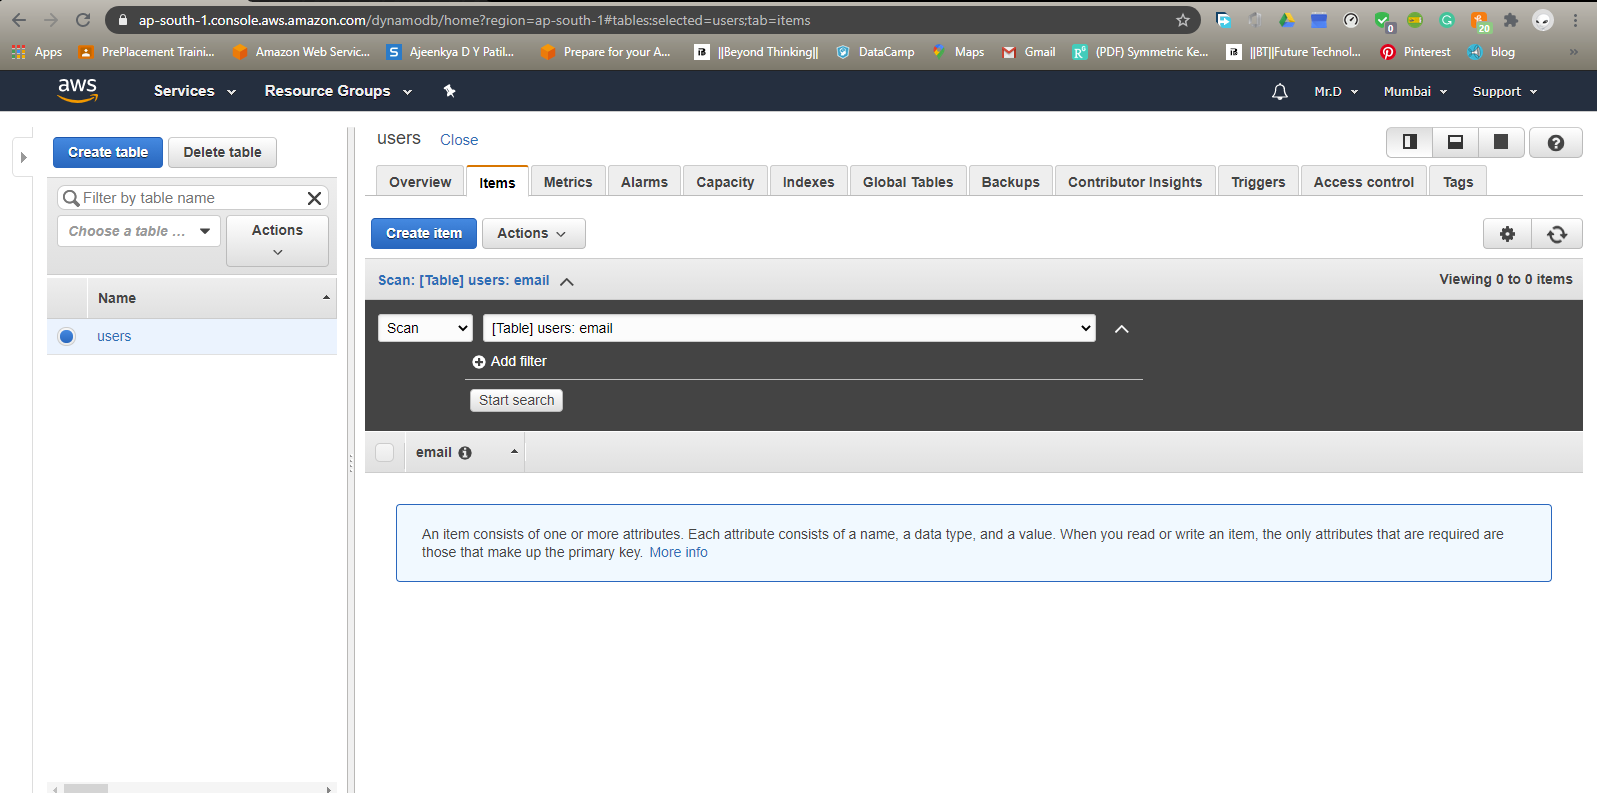 ap-south-1.console.aws.amazon.com/dynamodb/home?region=ap-south-1#tables:selected=users;tab=items
0
20
Apps
PrePlacement Traini...
Amazon Web Servic...
S
Ajeenkya D Y Patil...
Prepare for your A...
||Beyond Thinking||
DataCamp
Maps
Gmail
(PDF) Symmetric Ke...
||BT||Future Technol...
Pinterest
blog
»
aws
Services
Resource Groups
Mr.D
Mumbai
Support
Create table
Delete table
Filter by table name
Choose a table ...
Actions
Name
users
users
Close
Overview
Items
Metrics
Alarms
Capacity
Indexes
Global Tables
Backups
Contributor Insights
Triggers
Access control
Tags
Create item
Actions
Scan: [Table] users: email
Viewing 0 to 0 items
Scan
[Table] users: email
Add filter
Start search
email
An item consists of one or more attributes. Each attribute consists of a name, a data type, and a value. When you read or write an item, the only attributes that are required are
those that make up the primary key. More info